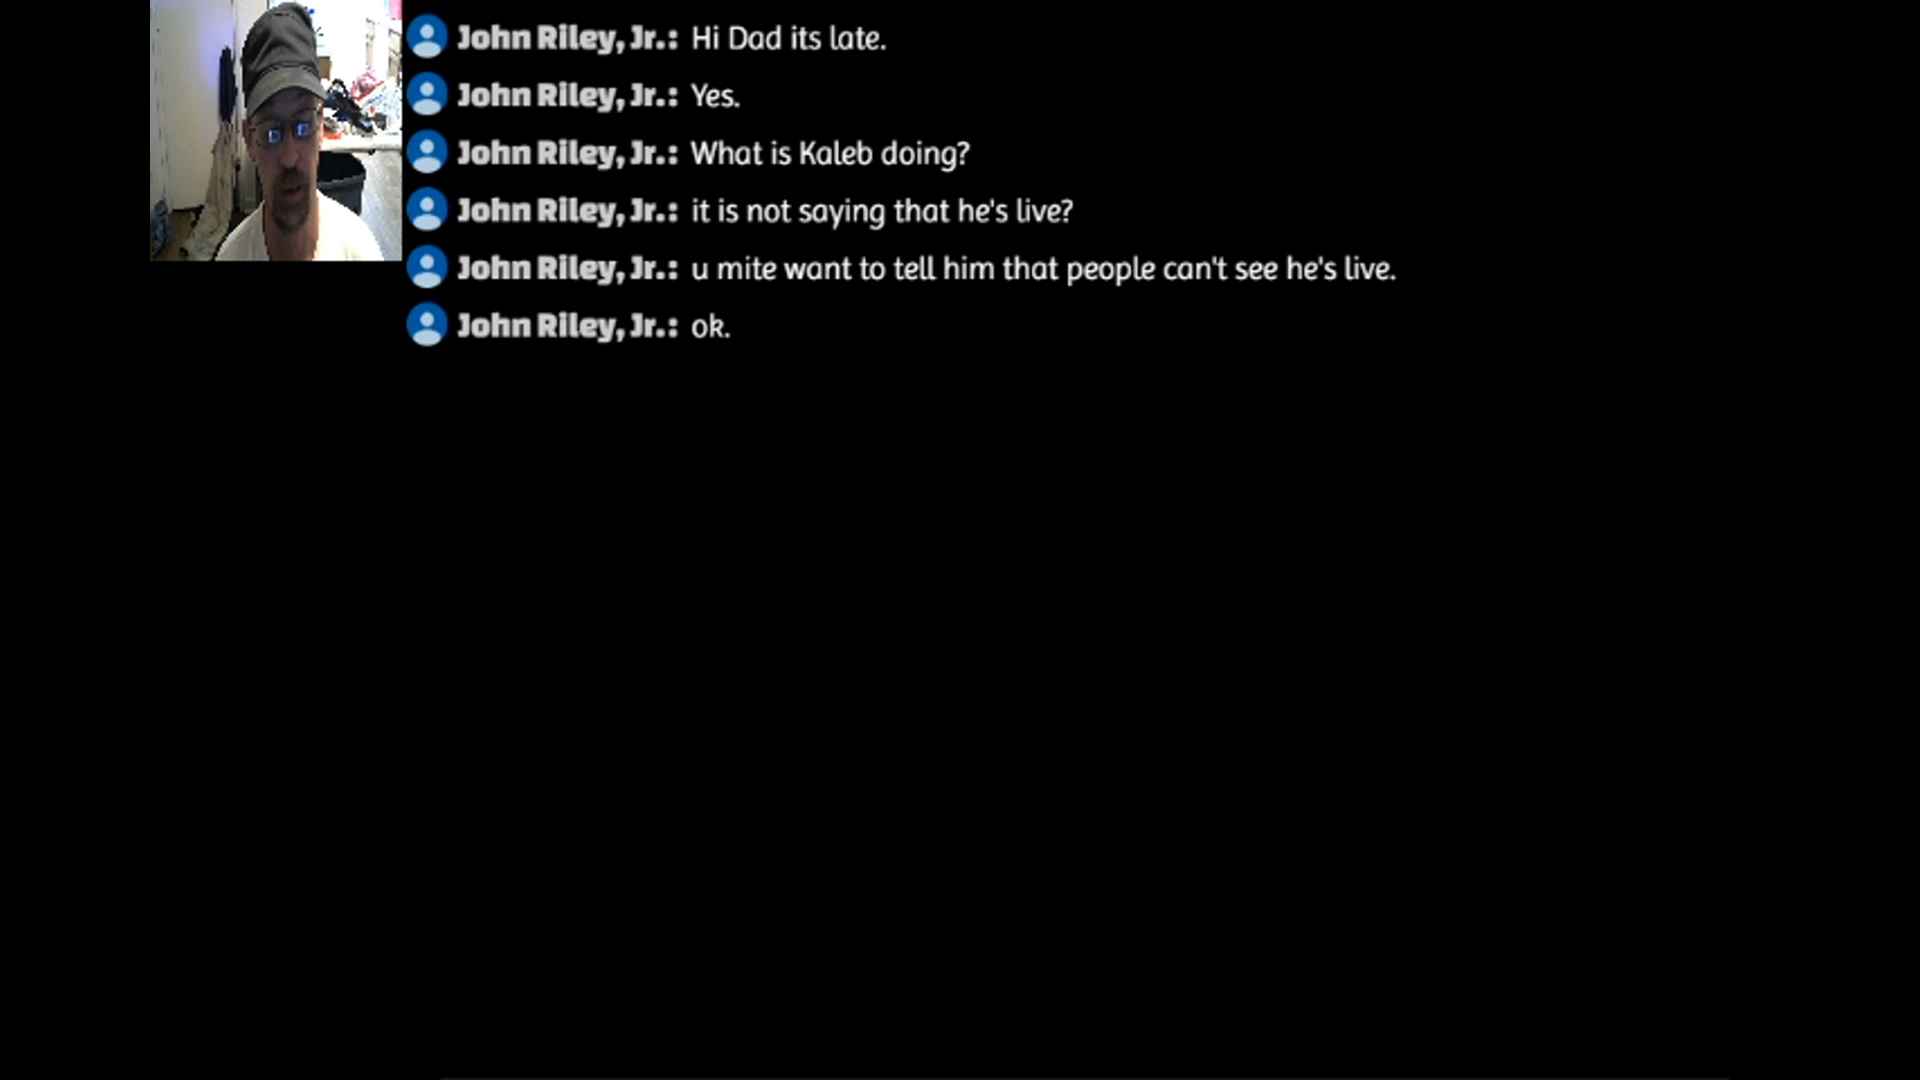 John Riley, Jr.: Hi Dad its late.
John Riley, Jr.: Yes.
John Riley, Jr.: What is Kaleb doing?
John Riley, Jr.: it is not saying that he's live?
John Riley, Jr.: u mite want to tell him that people can't see he's live.
John Riley, Jr.: ok.